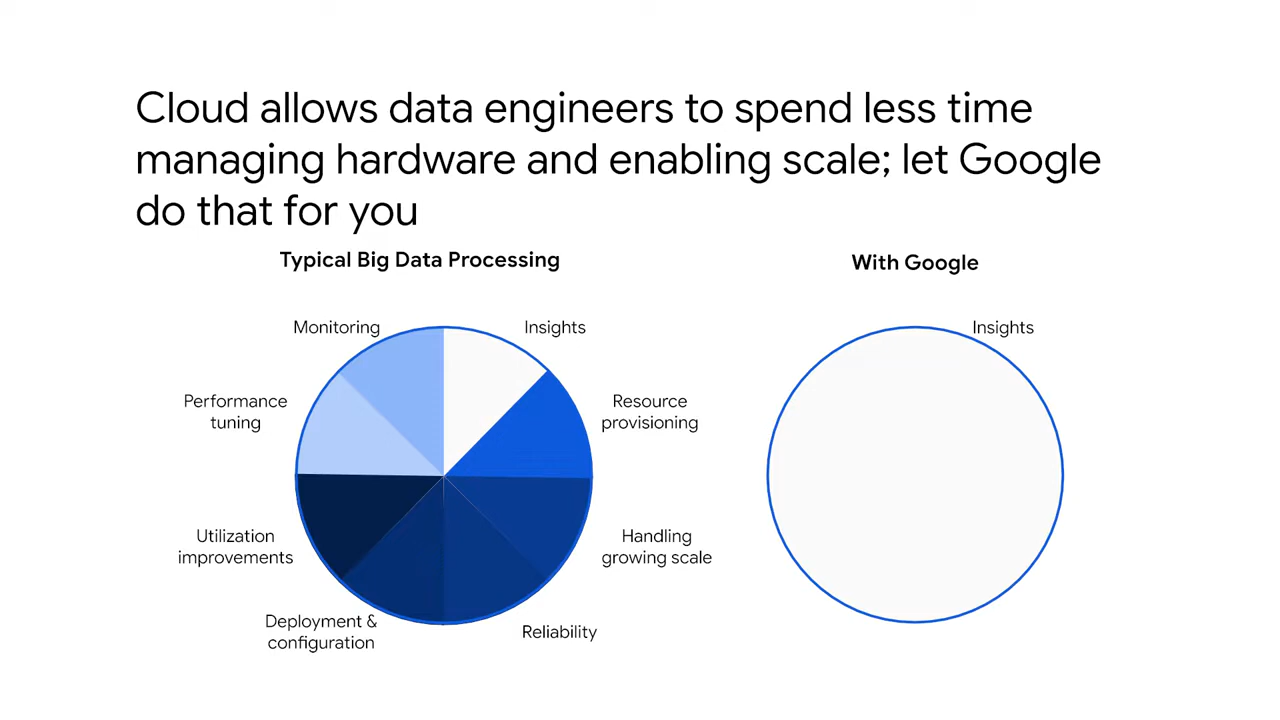 Cloud allows data engineers to spend less time
managing hardware and enabling scale; let Google
do that for you
Typical Big Data Processing
Monitoring
Insights
Performance
tuning
Resource
provisioning
Utilization
improvements
Handling
growing scale
Deployment &
configuration
Reliability
With Google
Insights